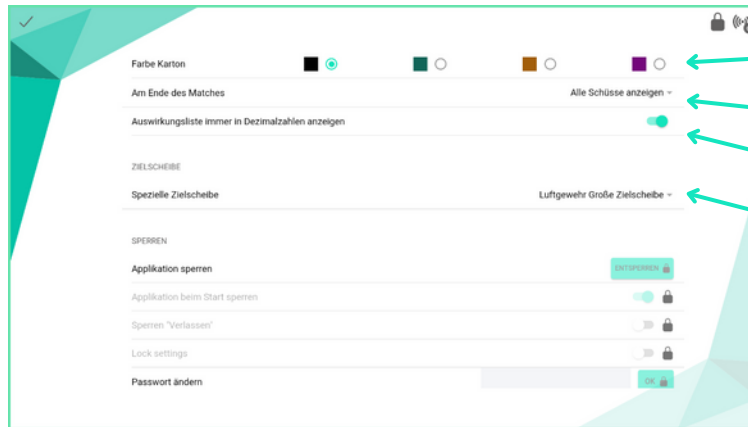 Farbe Karton
Am Ende des Matches Alle Schüsse anzeigen
Auswirkungsliste immer in Dezimalzahlen anzeigen
ZIELSCHEIBE
Spezielle Zielscheibe Luftgewehr Große Zielscheibe
SPERREN
Applikation sperren ENTSPERREN
Applikation beim Start sperren
Sperren "Verlassen"
Lock settings
Passwort ändern OK